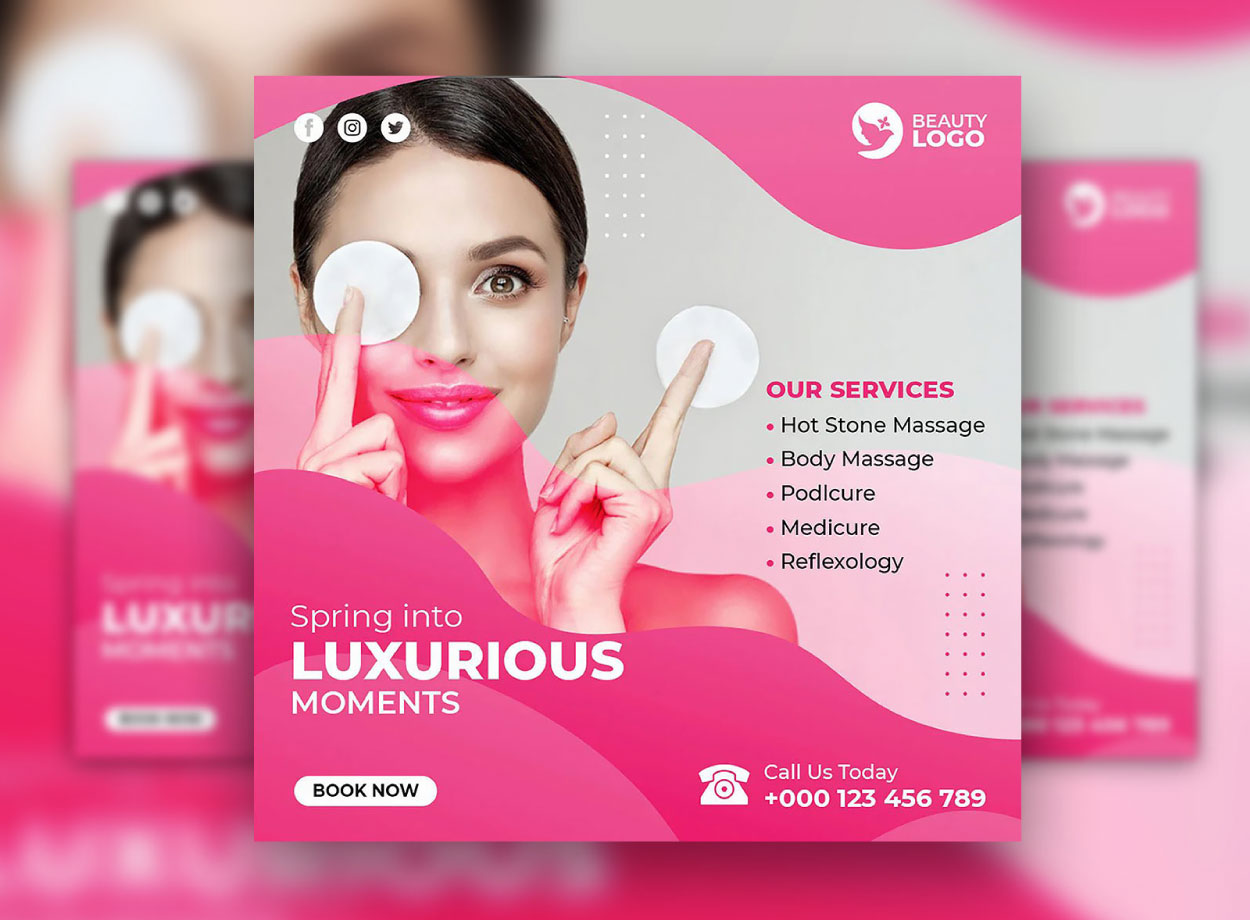 BEAUTY
LOGO
OUR SERVICES
• Hot Stone Massage
• Body Massage
• Podlcure
• Medicure
• Reflexology
Spring into
LUXURIOUS
MOMENTS
BOOK NOW
Call Us Today
+000 123 456 789